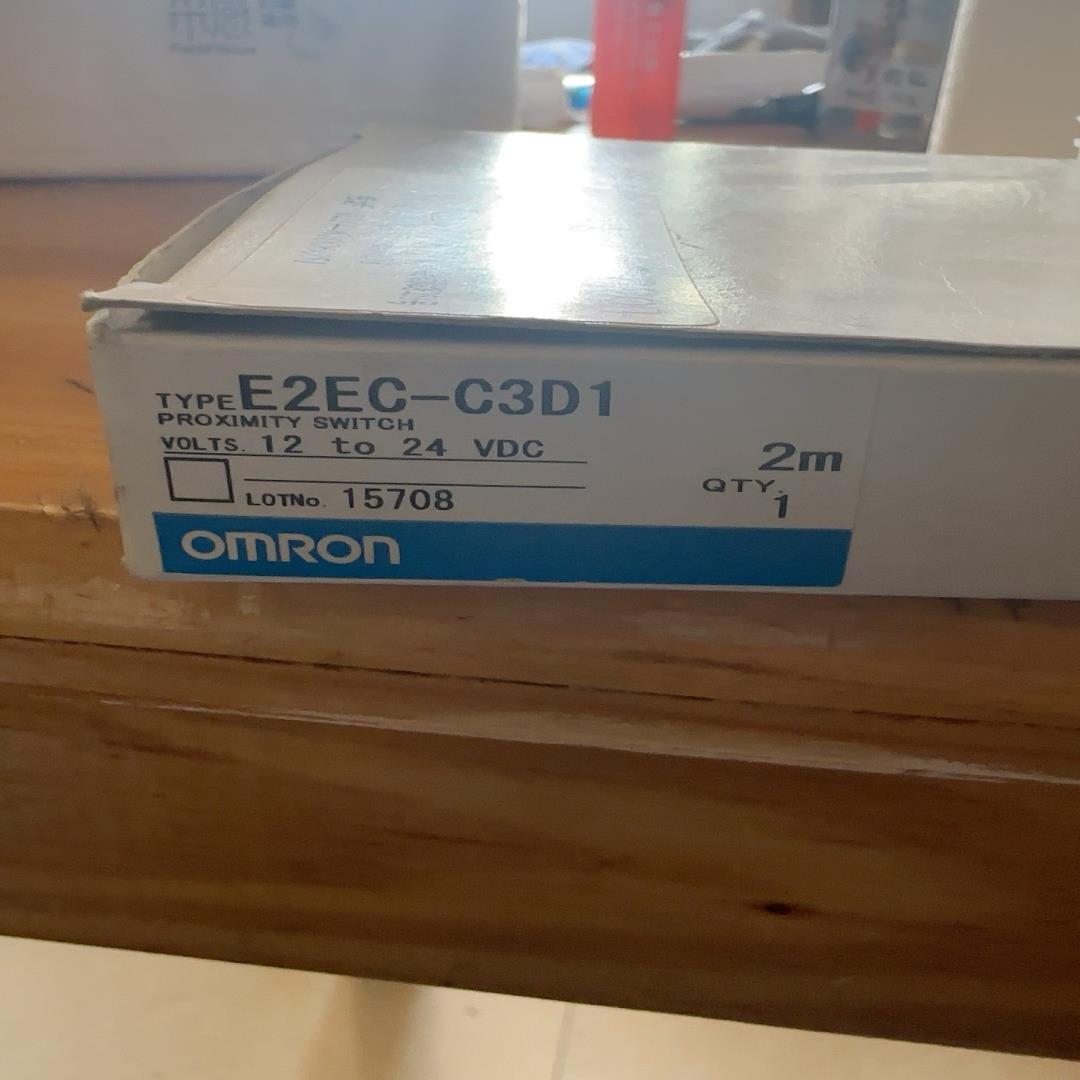 TYPE E2EC-C3D1
PROXIMITY SWITCH
VOLTS. 12 to 24 VDC
2m
QTY. 1
LOTNo. 15708
OMRON